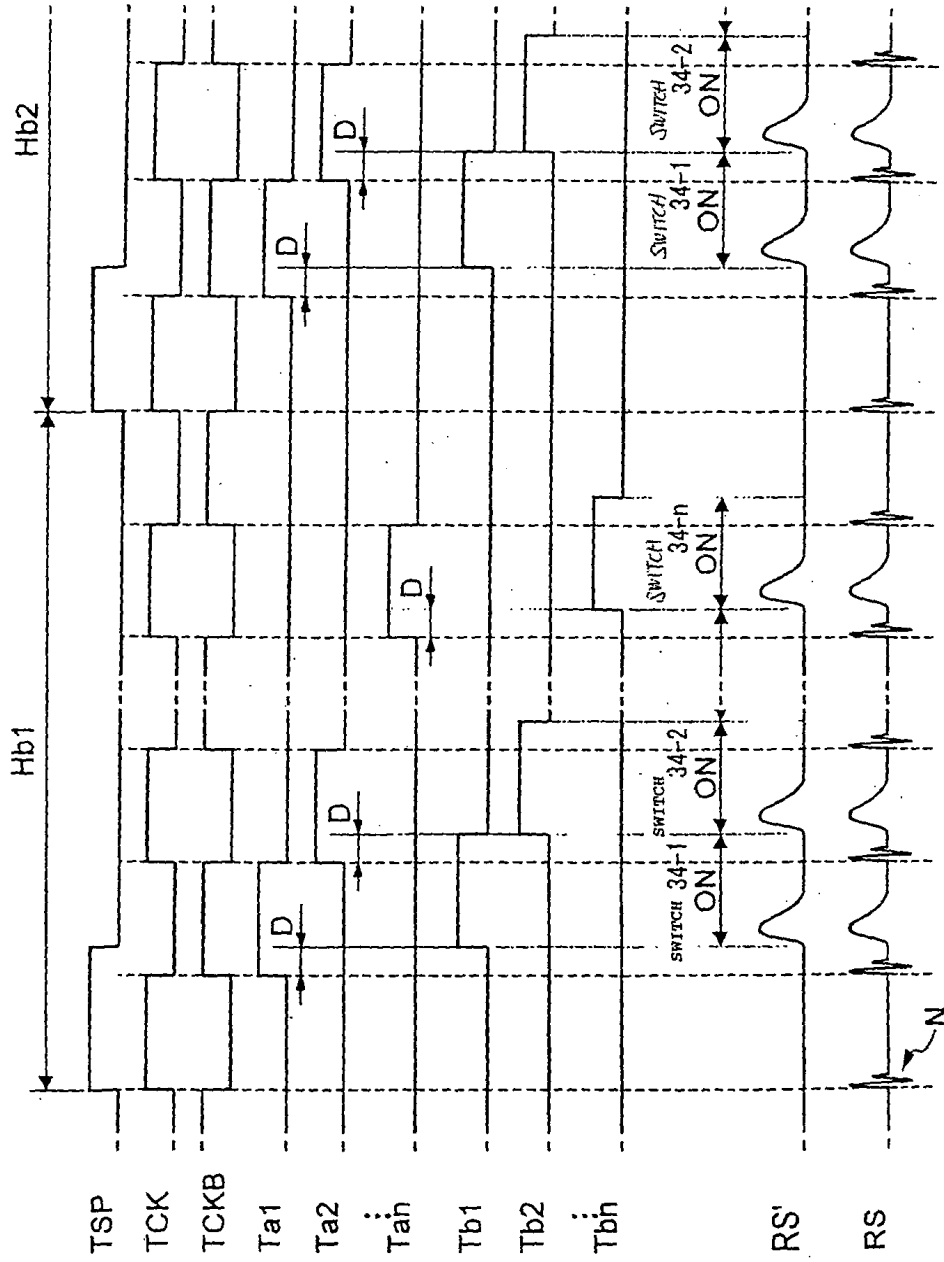 Hb1
Hb2
TSP
TCK
TCKB
Ta1
D
D
Ta2
D
D
Tan
D
Tb1
Tb2
Tbn
SWITCH 34-1
ON
SWITCH 34-2
ON
SWITCH 34-n
ON
SWITCH 34-1
ON
SWITCH 34-2
ON
RS'
RS
N